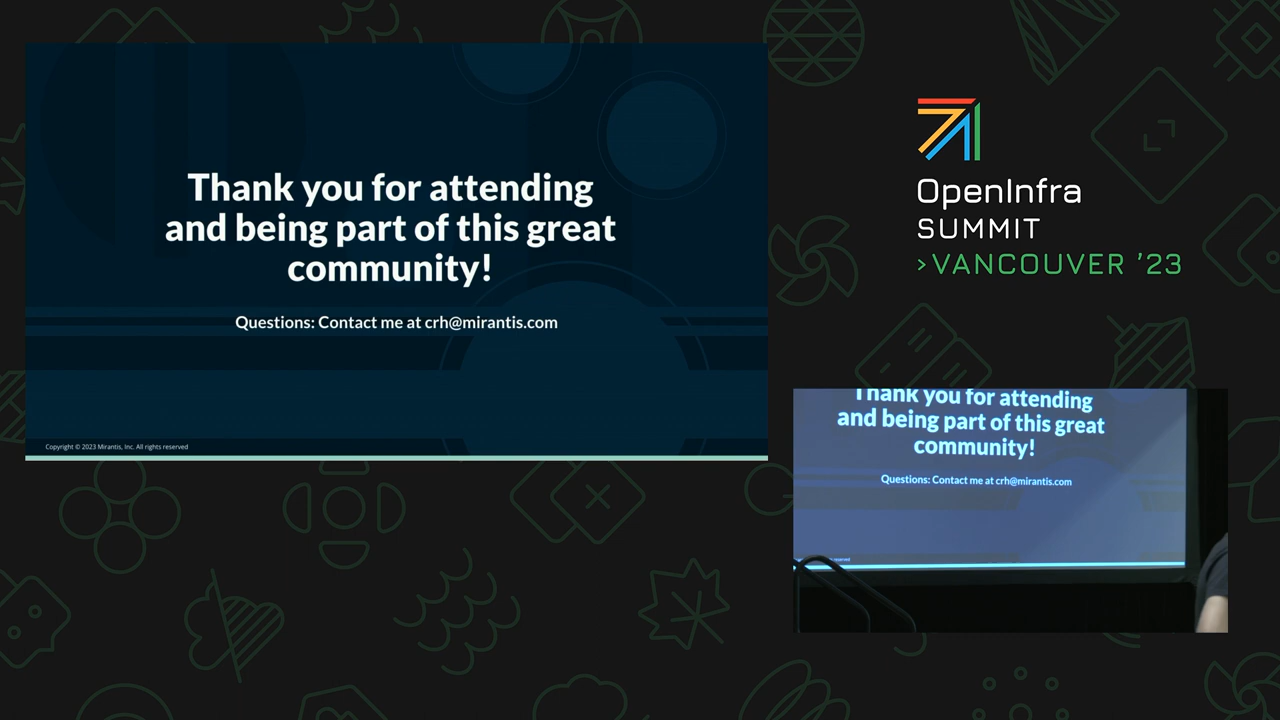 Thank you for attending
and being part of this great
community!
Questions: Contact me at crh@mirantis.com
Copyright © 2023 Mirantis, Inc. All rights reserved
OpenInfra
SUMMIT
>VANCOUVER ’23
Thank you for attending
and being part of this great
community!
Questions: Contact me at crh@mirantis.com
reserved